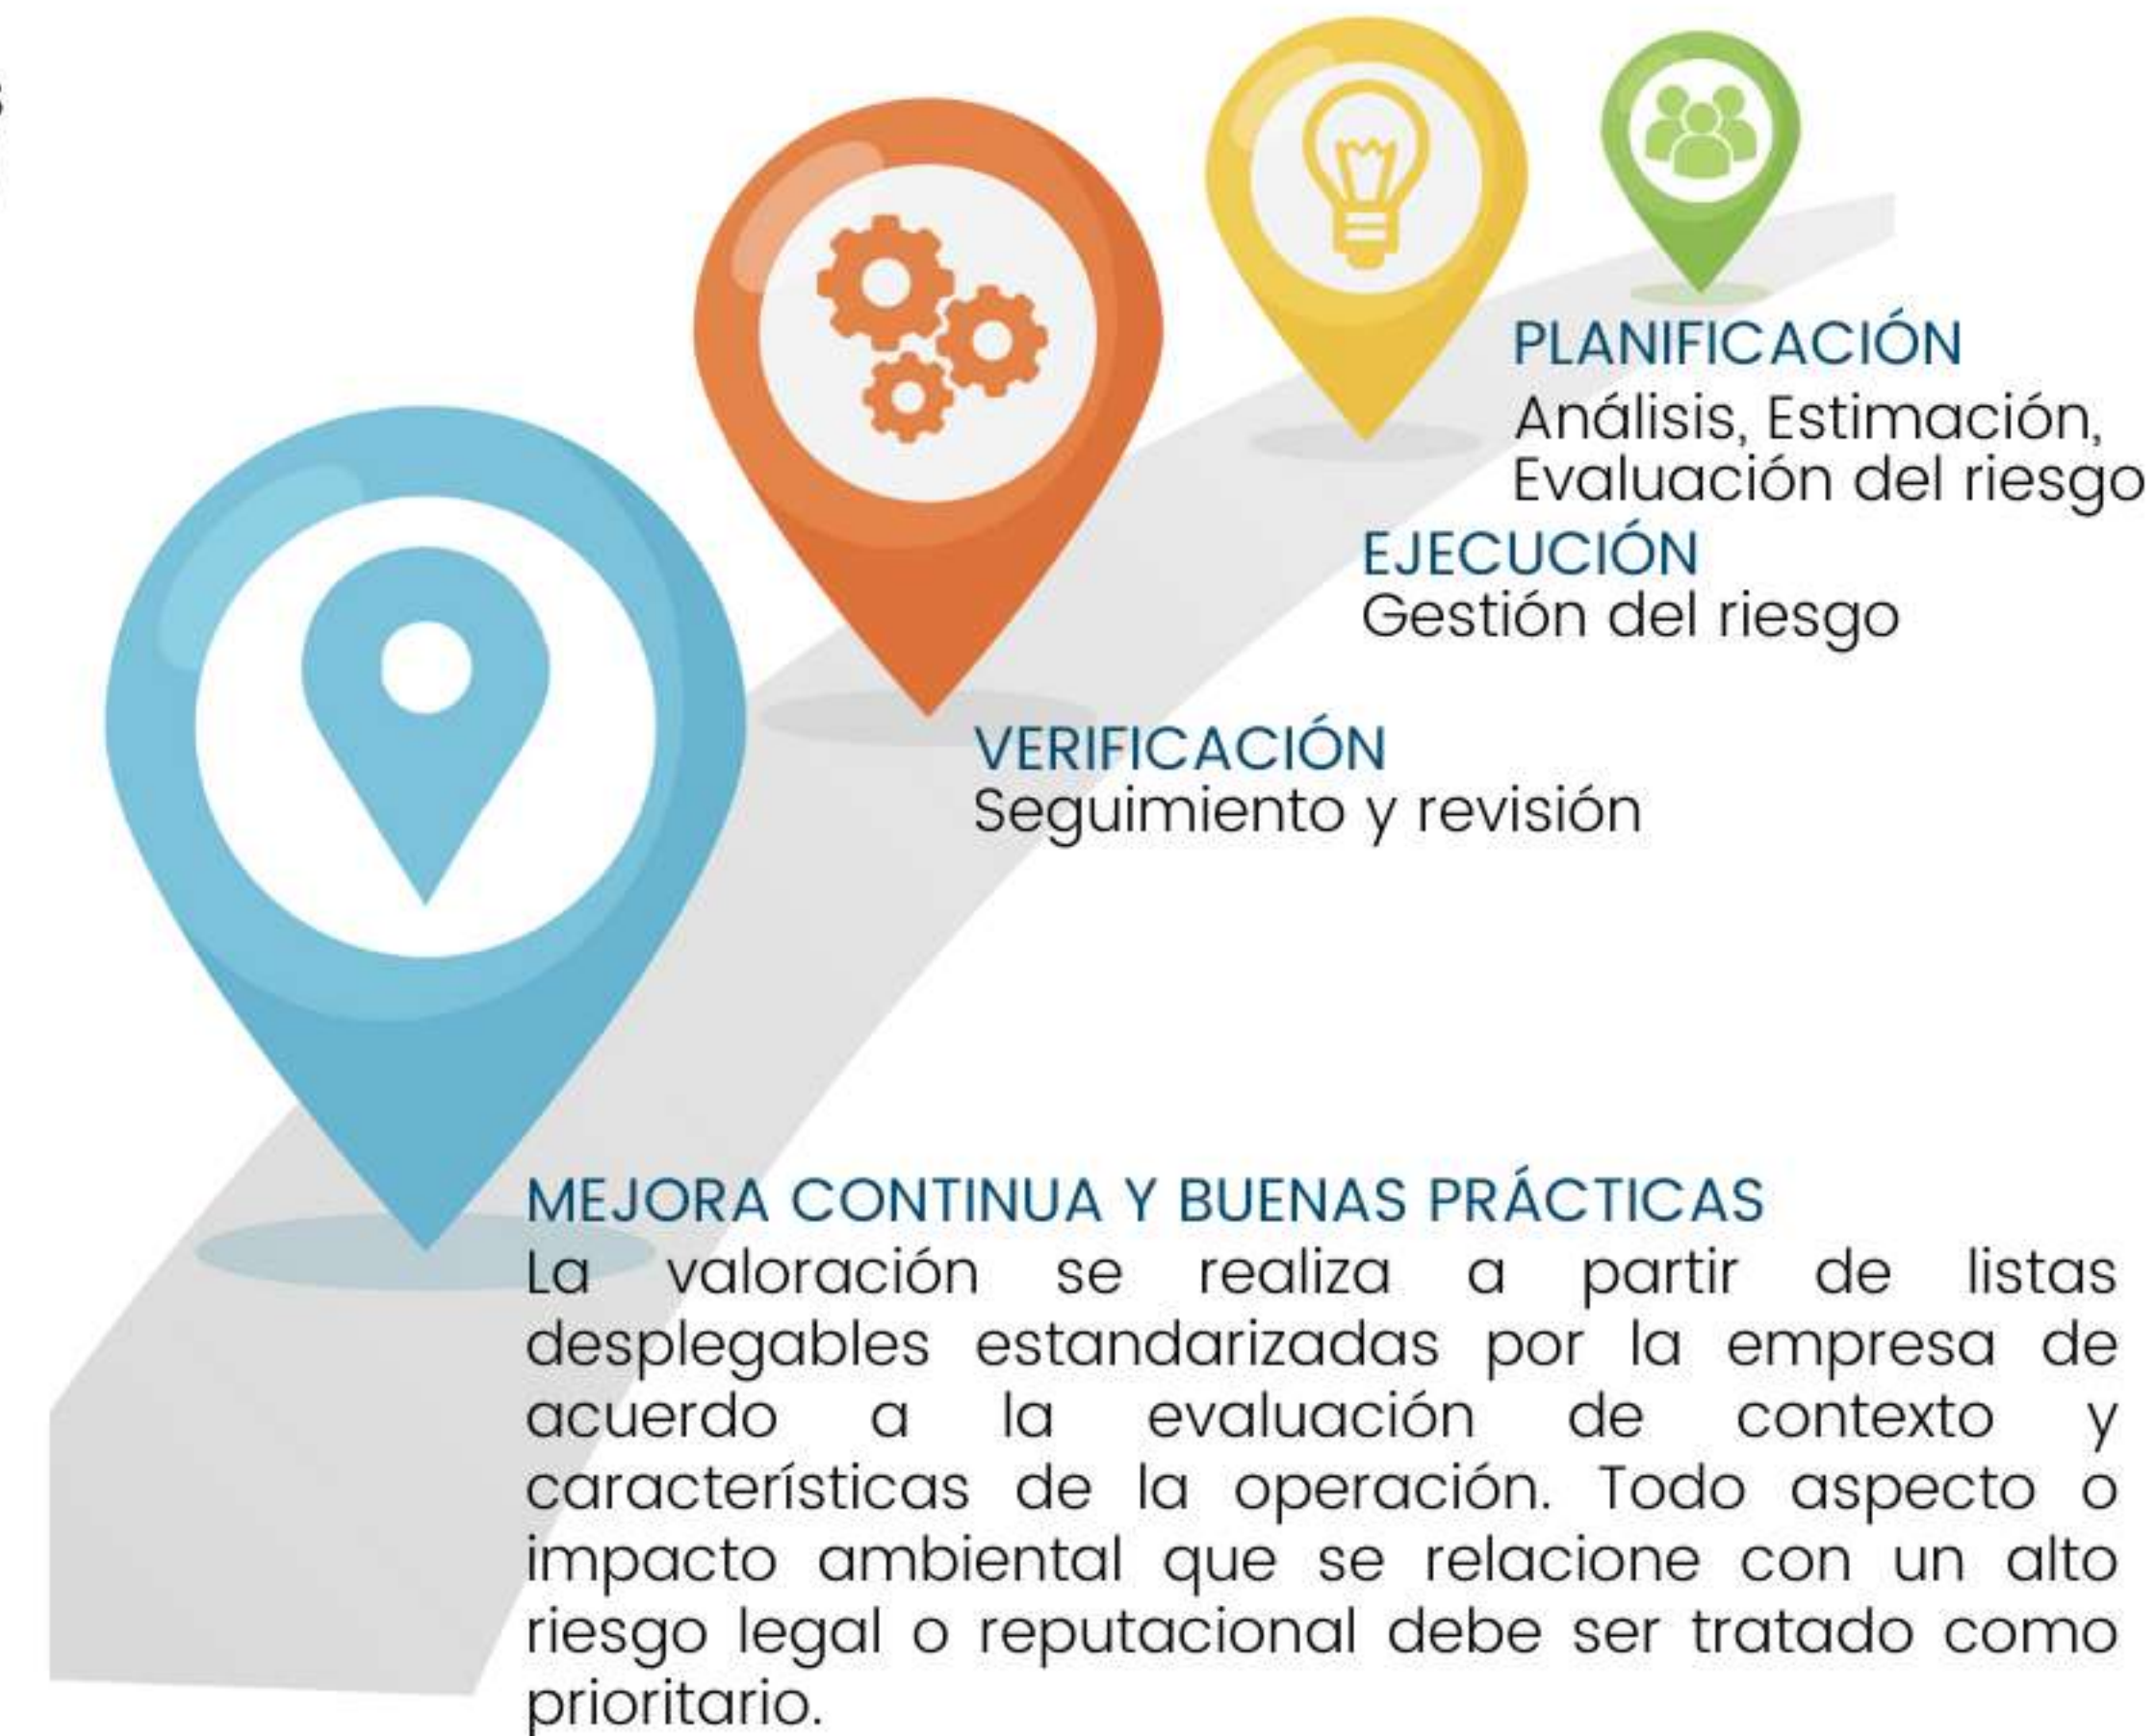 PLANIFICACIÓN
Análisis, Estimación,
Evaluación del riesgo
EJECUCIÓN
Gestión del riesgo
VERIFICACIÓN
Seguimiento y revisión
MEJORA CONTINUA Y BUENAS PRÁCTICAS
La valoración se realiza a partir de listas
desplegables estandarizadas por la empresa de
acuerdo a la evaluación de contexto y
características de la operación. Todo aspecto o
impacto ambiental que se relacione con un alto
riesgo legal o reputacional debe ser tratado como
prioritario.